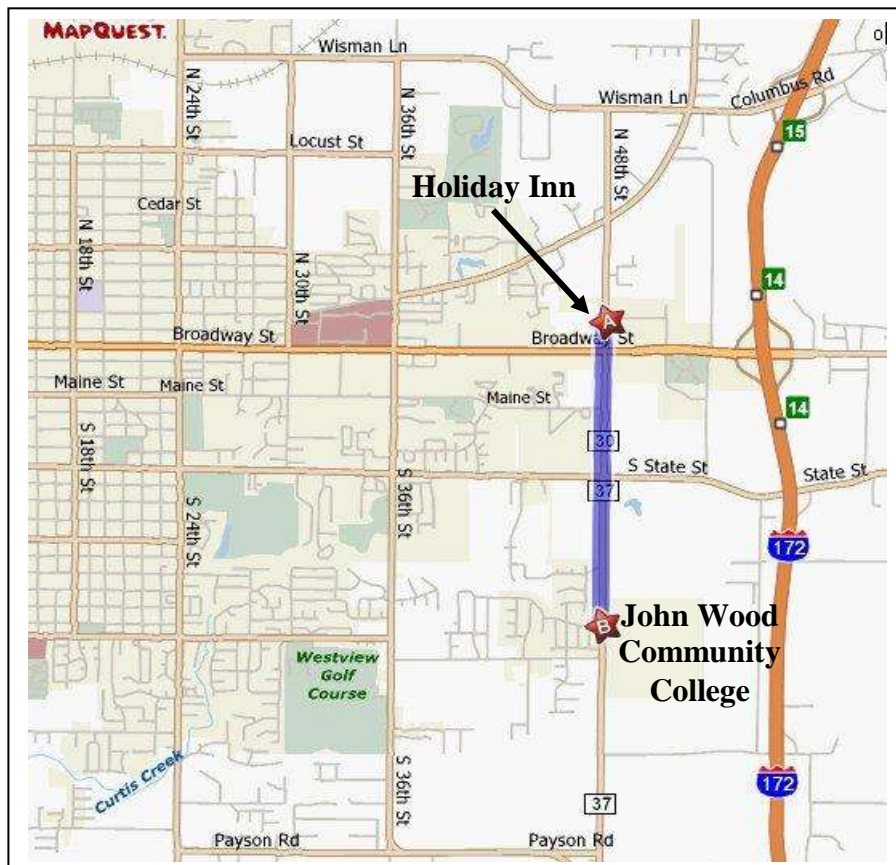 MAPQUEST.
Wisman Ln
Wisman Ln
Columbus Rd
N 24th St
N 36th St
N 48th St
15
Locust St
Holiday Inn
Cedar St
N 18th St
N 30th St
14
A
Broadway St
Broadway St
Maine St
Maine St
Maine St
14
30
S 18th St
S State St
State St
S 36th St
37
S 24th St
172
B
John Wood
Community
College
Westview
Golf
Course
Curtis Creek
S 36th St
172
37
Payson Rd
Payson Rd